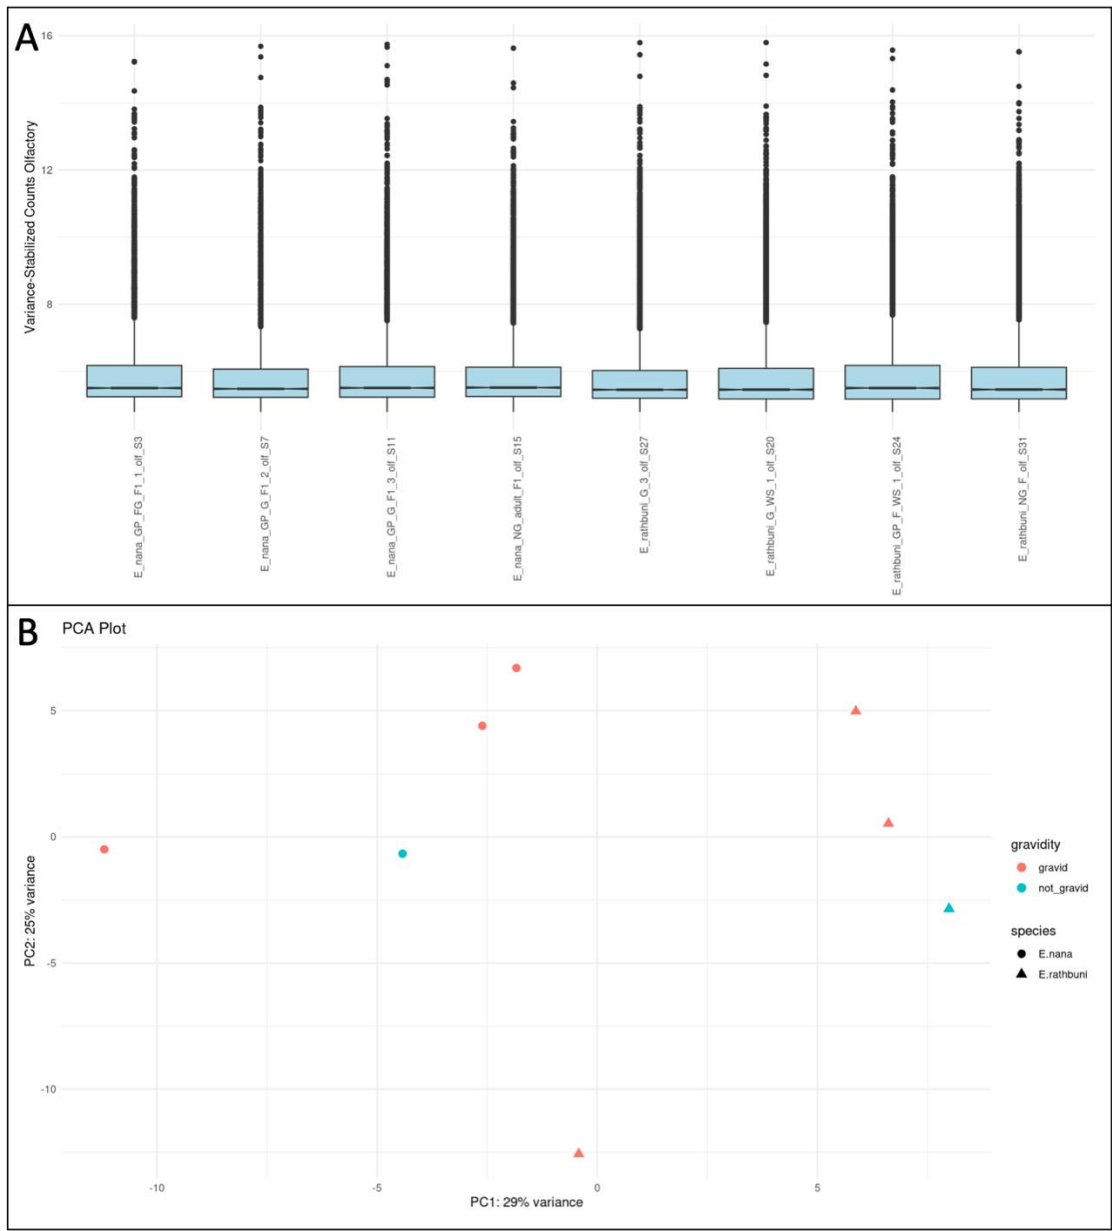 A
16
12
8
Variance-Stabilized Counts Olfactory
E_nana_GP_FG_F1_1_olf_S3
E_nana_GP_G_F1_2_olf_S7
E_nana_GP_G_F1_3_olf_S11
E_nana_NG_adult_F1_olf_S15
E_rathbuni_G_3_olf_S27
E_rathbuni_G_WS_1_olf_S20
E_rathbuni_GP_F_WS_1_olf_S24
E_rathbuni_NG_F_olf_S31
B
PCA Plot
5
0
-5
-10
PC2: 25% variance
-10
-5
0
5
PC1: 29% variance
gravidity
gravid
not_gravid
species
E.nana
E.rathbuni